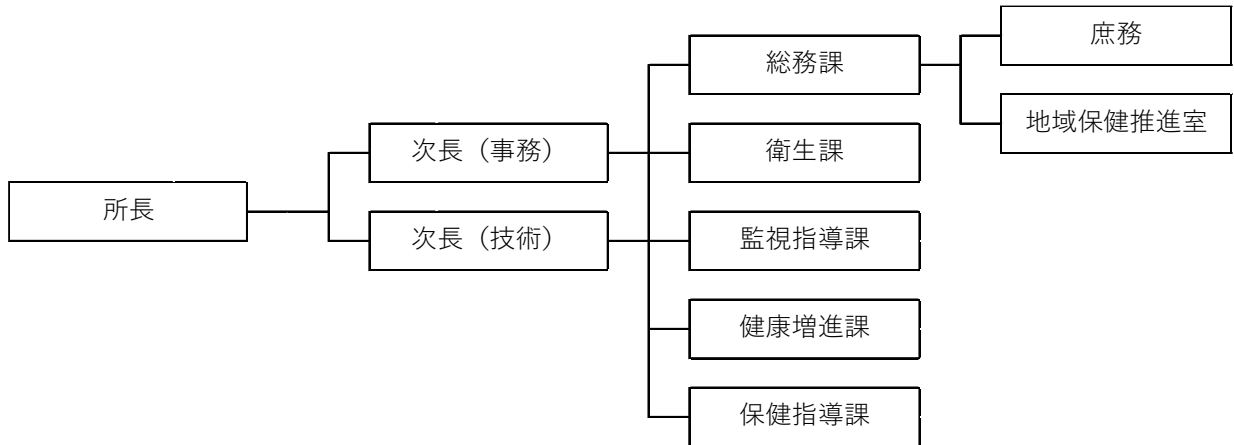 所長
次長（事務）
次長（技術）
総務課
衛生課
監視指導課
健康増進課
保健指導課
庶務
地域保健推進室